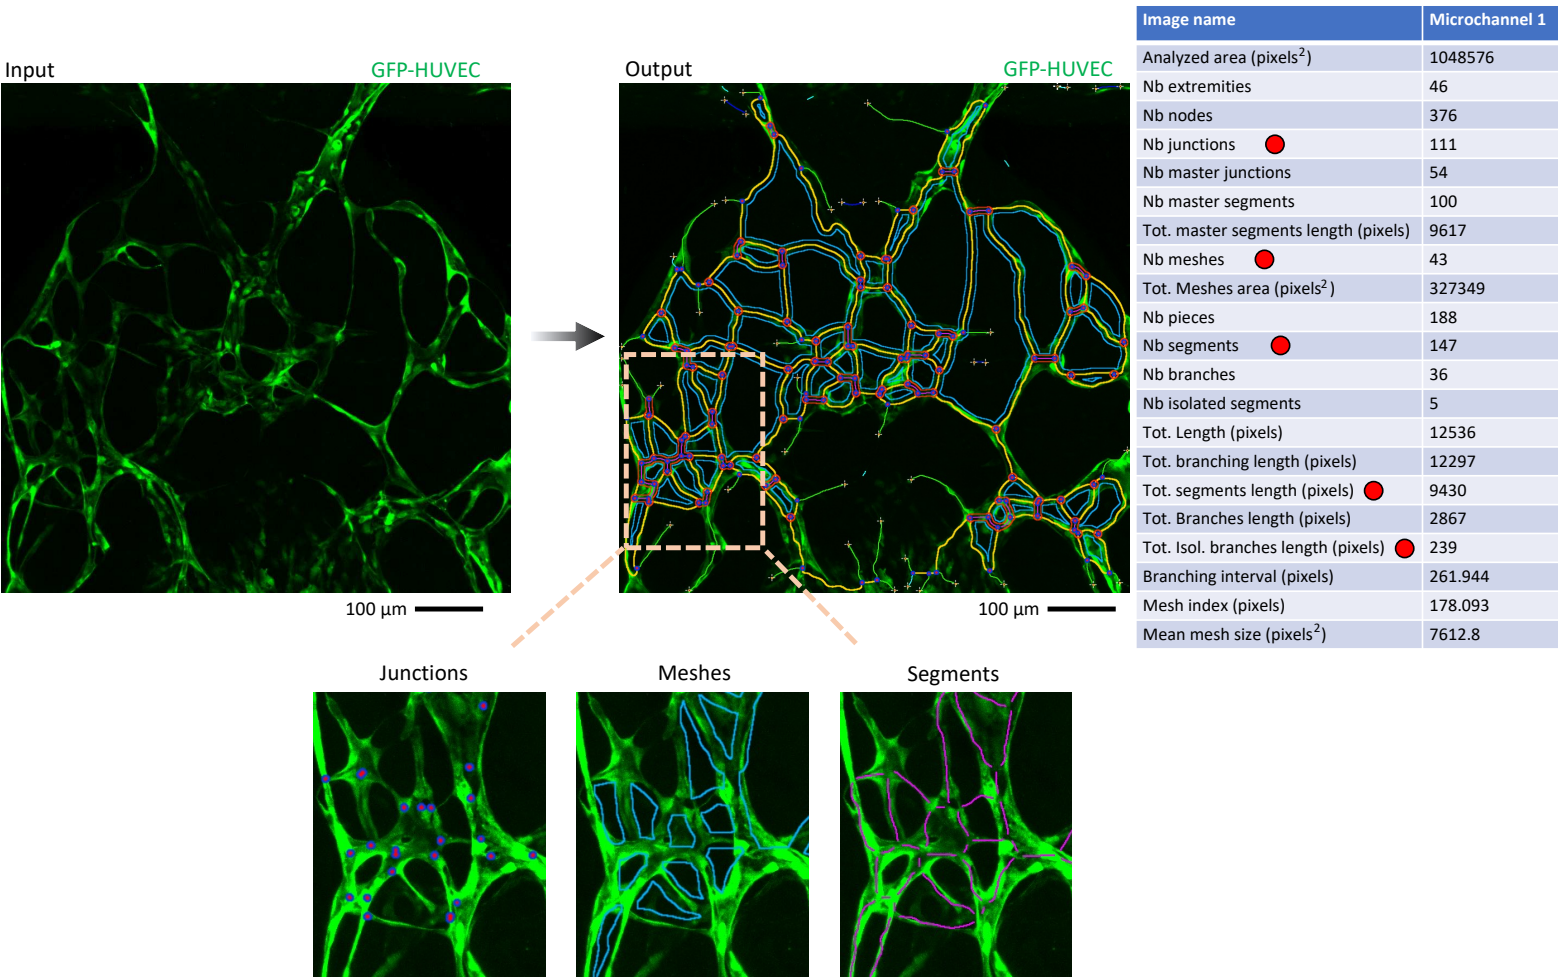 Input
GFP-HUVEC
Output
GFP-HUVEC
100 µm
100 µm
Image name Microchannel 1
Analyzed area (pixels²) 1048576
Nb extremities 46
Nb nodes 376
Nb junctions 111
Nb master junctions 54
Nb master segments 100
Tot. master segments length (pixels) 9617
Nb meshes 43
Tot. Meshes area (pixels²) 327349
Nb pieces 188
Nb segments 147
Nb branches 36
Nb isolated segments 5
Tot. Length (pixels) 12536
Tot. branching length (pixels) 12297
Tot. segments length (pixels) 9430
Tot. Branches length (pixels) 2867
Tot. Isol. branches length (pixels) 239
Branching interval (pixels) 261.944
Mesh index (pixels) 178.093
Mean mesh size (pixels²) 7612.8
Junctions
Meshes
Segments